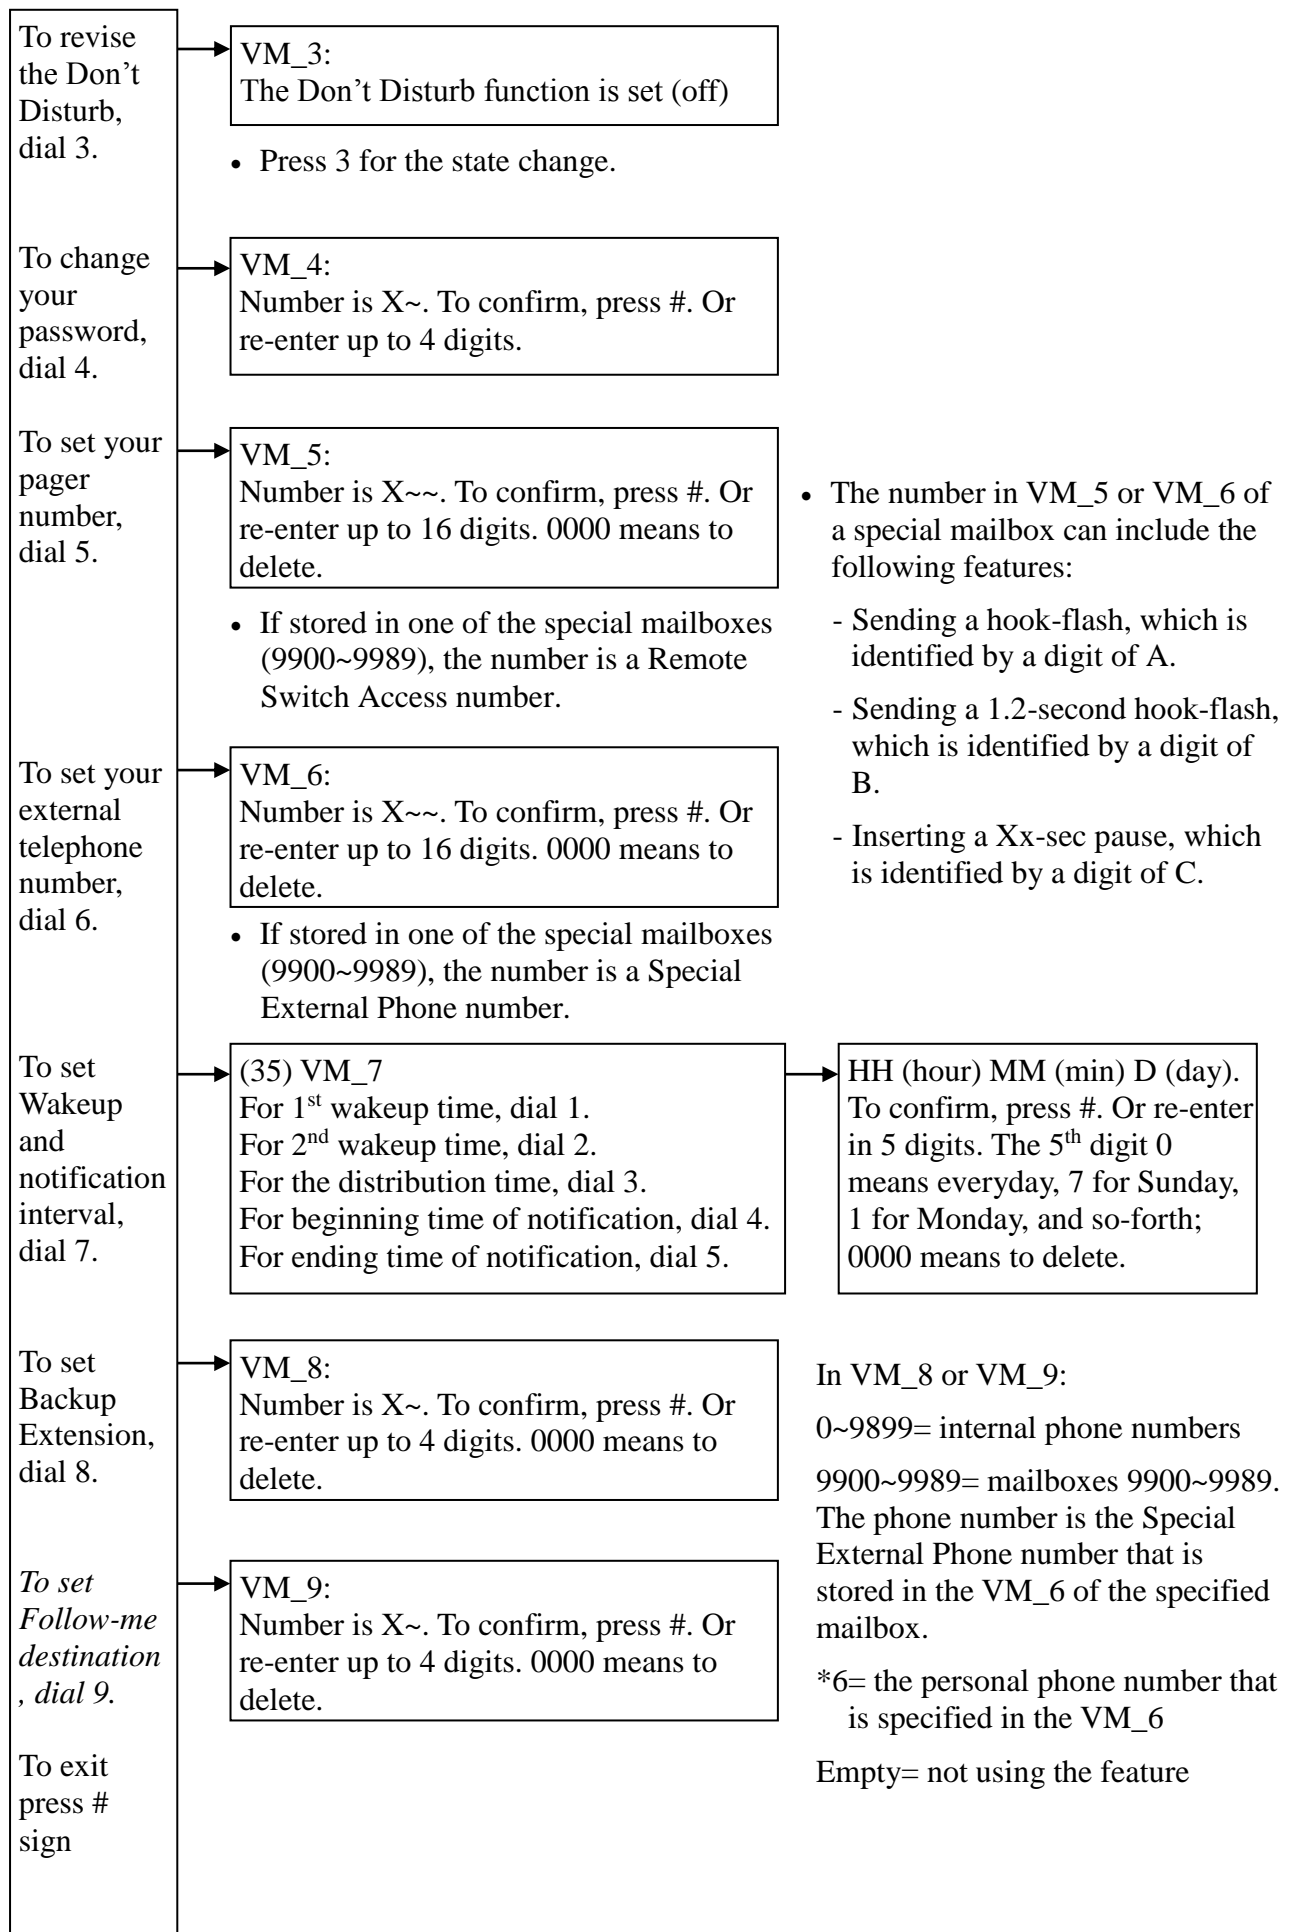 To revise
the Don't
Disturb,
dial 3.
VM_3:
The Don't Disturb function is set (off)
• Press 3 for the state change.
To change
your
password,
dial 4.
VM_4:
Number is X~. To confirm, press #. Or
re-enter up to 4 digits.
To set your
pager
number,
dial 5.
VM_5:
Number is X~~. To confirm, press #. Or
re-enter up to 16 digits. 0000 means to
delete.
• If stored in one of the special mailboxes
(9900~9989), the number is a Remote
Switch Access number.
• The number in VM_5 or VM_6 of
a special mailbox can include the
following features:
- Sending a hook-flash, which is
identified by a digit of A.
- Sending a 1.2-second hook-flash,
which is identified by a digit of
B.
- Inserting a Xx-sec pause, which
is identified by a digit of C.
To set your
external
telephone
number,
dial 6.
VM_6:
Number is X~~. To confirm, press #. Or
re-enter up to 16 digits. 0000 means to
delete.
• If stored in one of the special mailboxes
(9900~9989), the number is a Special
External Phone number.
To set
Wakeup
and
notification
interval,
dial 7.
(35) VM_7
For 1st wakeup time, dial 1.
For 2nd wakeup time, dial 2.
For the distribution time, dial 3.
For beginning time of notification, dial 4.
For ending time of notification, dial 5.
HH (hour) MM (min) D (day).
To confirm, press #. Or re-enter
in 5 digits. The 5th digit 0
means everyday, 7 for Sunday,
1 for Monday, and so-forth;
0000 means to delete.
To set
Backup
Extension,
dial 8.
VM_8:
Number is X~. To confirm, press #. Or
re-enter up to 4 digits. 0000 means to
delete.
To set
Follow-me
destination
, dial 9.
VM_9:
Number is X~. To confirm, press #. Or
re-enter up to 4 digits. 0000 means to
delete.
In VM_8 or VM_9:
0~9899= internal phone numbers
9900~9989= mailboxes 9900~9989.
The phone number is the Special
External Phone number that is
stored in the VM_6 of the specified
mailbox.
*6= the personal phone number that
is specified in the VM_6
Empty= not using the feature
To exit
press #
sign